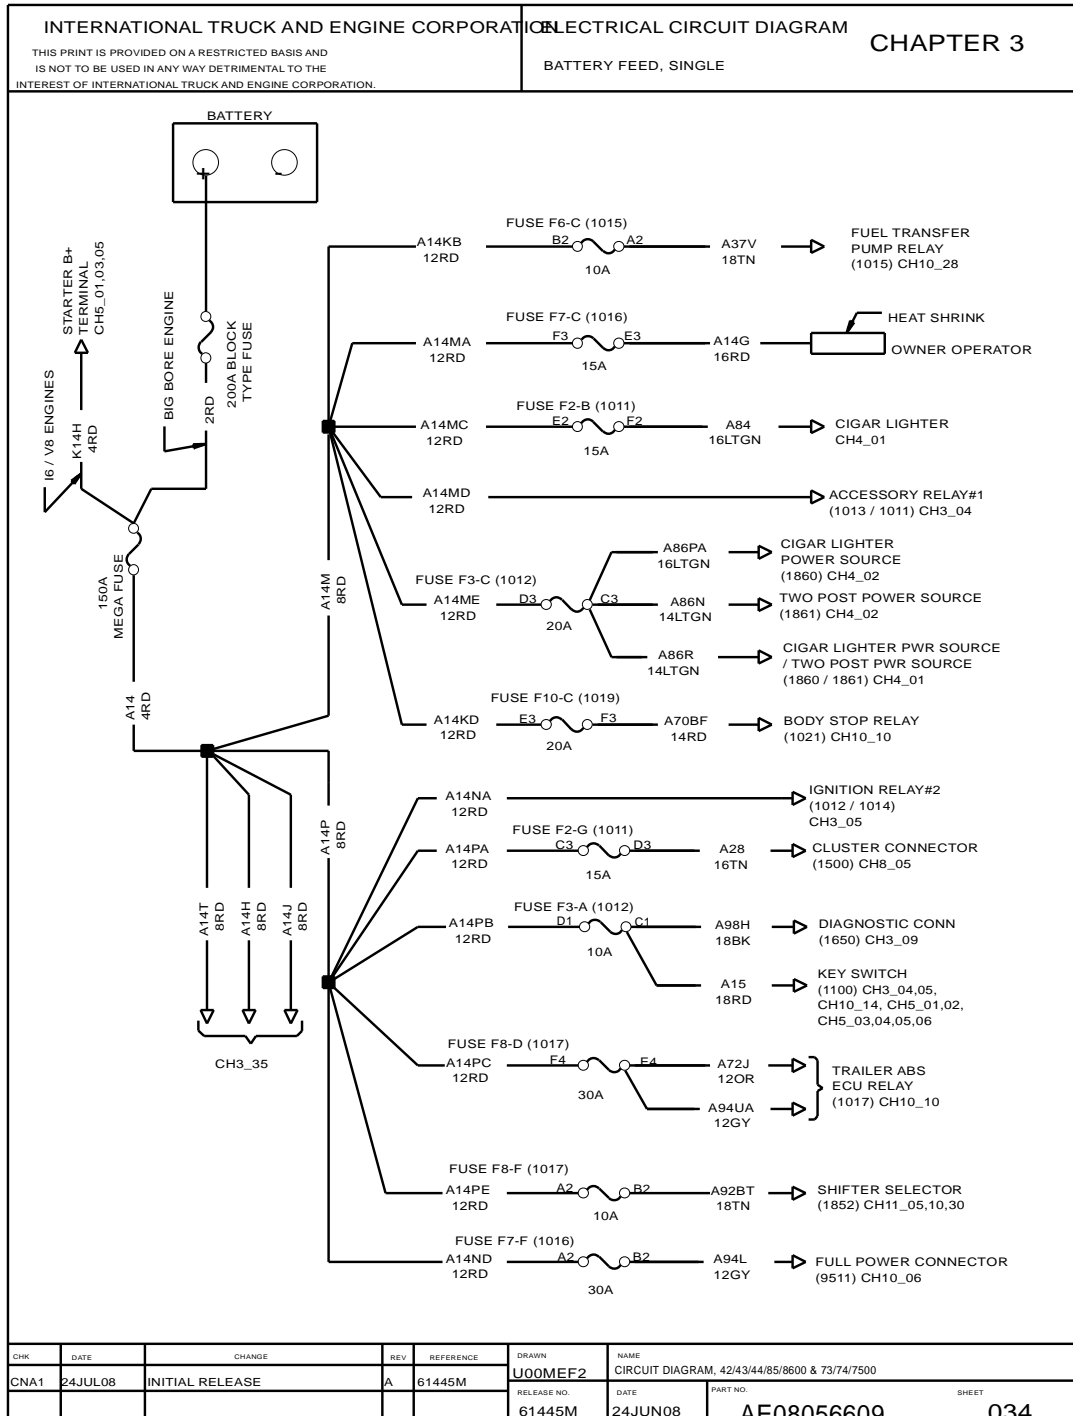 INTERNATIONAL TRUCK AND ENGINE CORPORATION
THIS PRINT IS PROVIDED ON A RESTRICTED BASIS AND
IS NOT TO BE USED IN ANY WAY DETRIMENTAL TO THE
INTEREST OF INTERNATIONAL TRUCK AND ENGINE CORPORATION.
ELECTRICAL CIRCUIT DIAGRAM
BATTERY FEED, SINGLE
CHAPTER 3
BATTERY
+
-
STARTER B+
TERMINAL
CH5_01,03,05
I6 / V8 ENGINES
K14H
4RD
BIG BORE ENGINE
2RD
200A BLOCK
TYPE FUSE
150A
MEGA FUSE
A14
4RD
A14M
8RD
A14P
8RD
A14T
8RD
A14H
8RD
A14J
8RD
CH3_35
FUSE F6-C (1015)
A14KB
12RD
B2
A2
10A
A37V
18TN
FUEL TRANSFER
PUMP RELAY
(1015) CH10_28
FUSE F7-C (1016)
A14MA
12RD
F3
E3
15A
A14G
16RD
HEAT SHRINK
OWNER OPERATOR
FUSE F2-B (1011)
A14MC
12RD
E2
F2
15A
A84
16LTGN
CIGAR LIGHTER
CH4_01
A14MD
12RD
ACCESSORY RELAY#1
(1013 / 1011) CH3_04
FUSE F3-C (1012)
A14ME
12RD
D3
C3
20A
A86PA
16LTGN
CIGAR LIGHTER
POWER SOURCE
(1860) CH4_02
A86N
14LTGN
TWO POST POWER SOURCE
(1861) CH4_02
A86R
14LTGN
CIGAR LIGHTER PWR SOURCE
/ TWO POST PWR SOURCE
(1860 / 1861) CH4_01
FUSE F10-C (1019)
A14KD
12RD
E3
F3
20A
A70BF
14RD
BODY STOP RELAY
(1021) CH10_10
A14NA
12RD
IGNITION RELAY#2
(1012 / 1014)
CH3_05
FUSE F2-G (1011)
A14PA
12RD
C3
D3
15A
A28
16TN
CLUSTER CONNECTOR
(1500) CH8_05
FUSE F3-A (1012)
A14PB
12RD
D1
C1
10A
A98H
18BK
DIAGNOSTIC CONN
(1650) CH3_09
A15
18RD
KEY SWITCH
(1100) CH3_04,05,
CH10_14, CH5_01,02,
CH5_03,04,05,06
FUSE F8-D (1017)
A14PC
12RD
F4
E4
30A
A72J
12OR
A94UA
12GY
TRAILER ABS
ECU RELAY
(1017) CH10_10
FUSE F8-F (1017)
A14PE
12RD
A2
B2
10A
A92BT
18TN
SHIFTER SELECTOR
(1852) CH11_05,10,30
FUSE F7-F (1016)
A14ND
12RD
A2
B2
30A
A94L
12GY
FULL POWER CONNECTOR
(9511) CH10_06
CHK DATE CHANGE REV REFERENCE
CNA1 24JUL08 INITIAL RELEASE A 61445M
DRAWN
U00MEF2
NAME
CIRCUIT DIAGRAM, 42/43/44/85/8600 & 73/74/7500
RELEASE NO.
61445M
DATE
24JUN08
PART NO.
AE08056609
SHEET
034